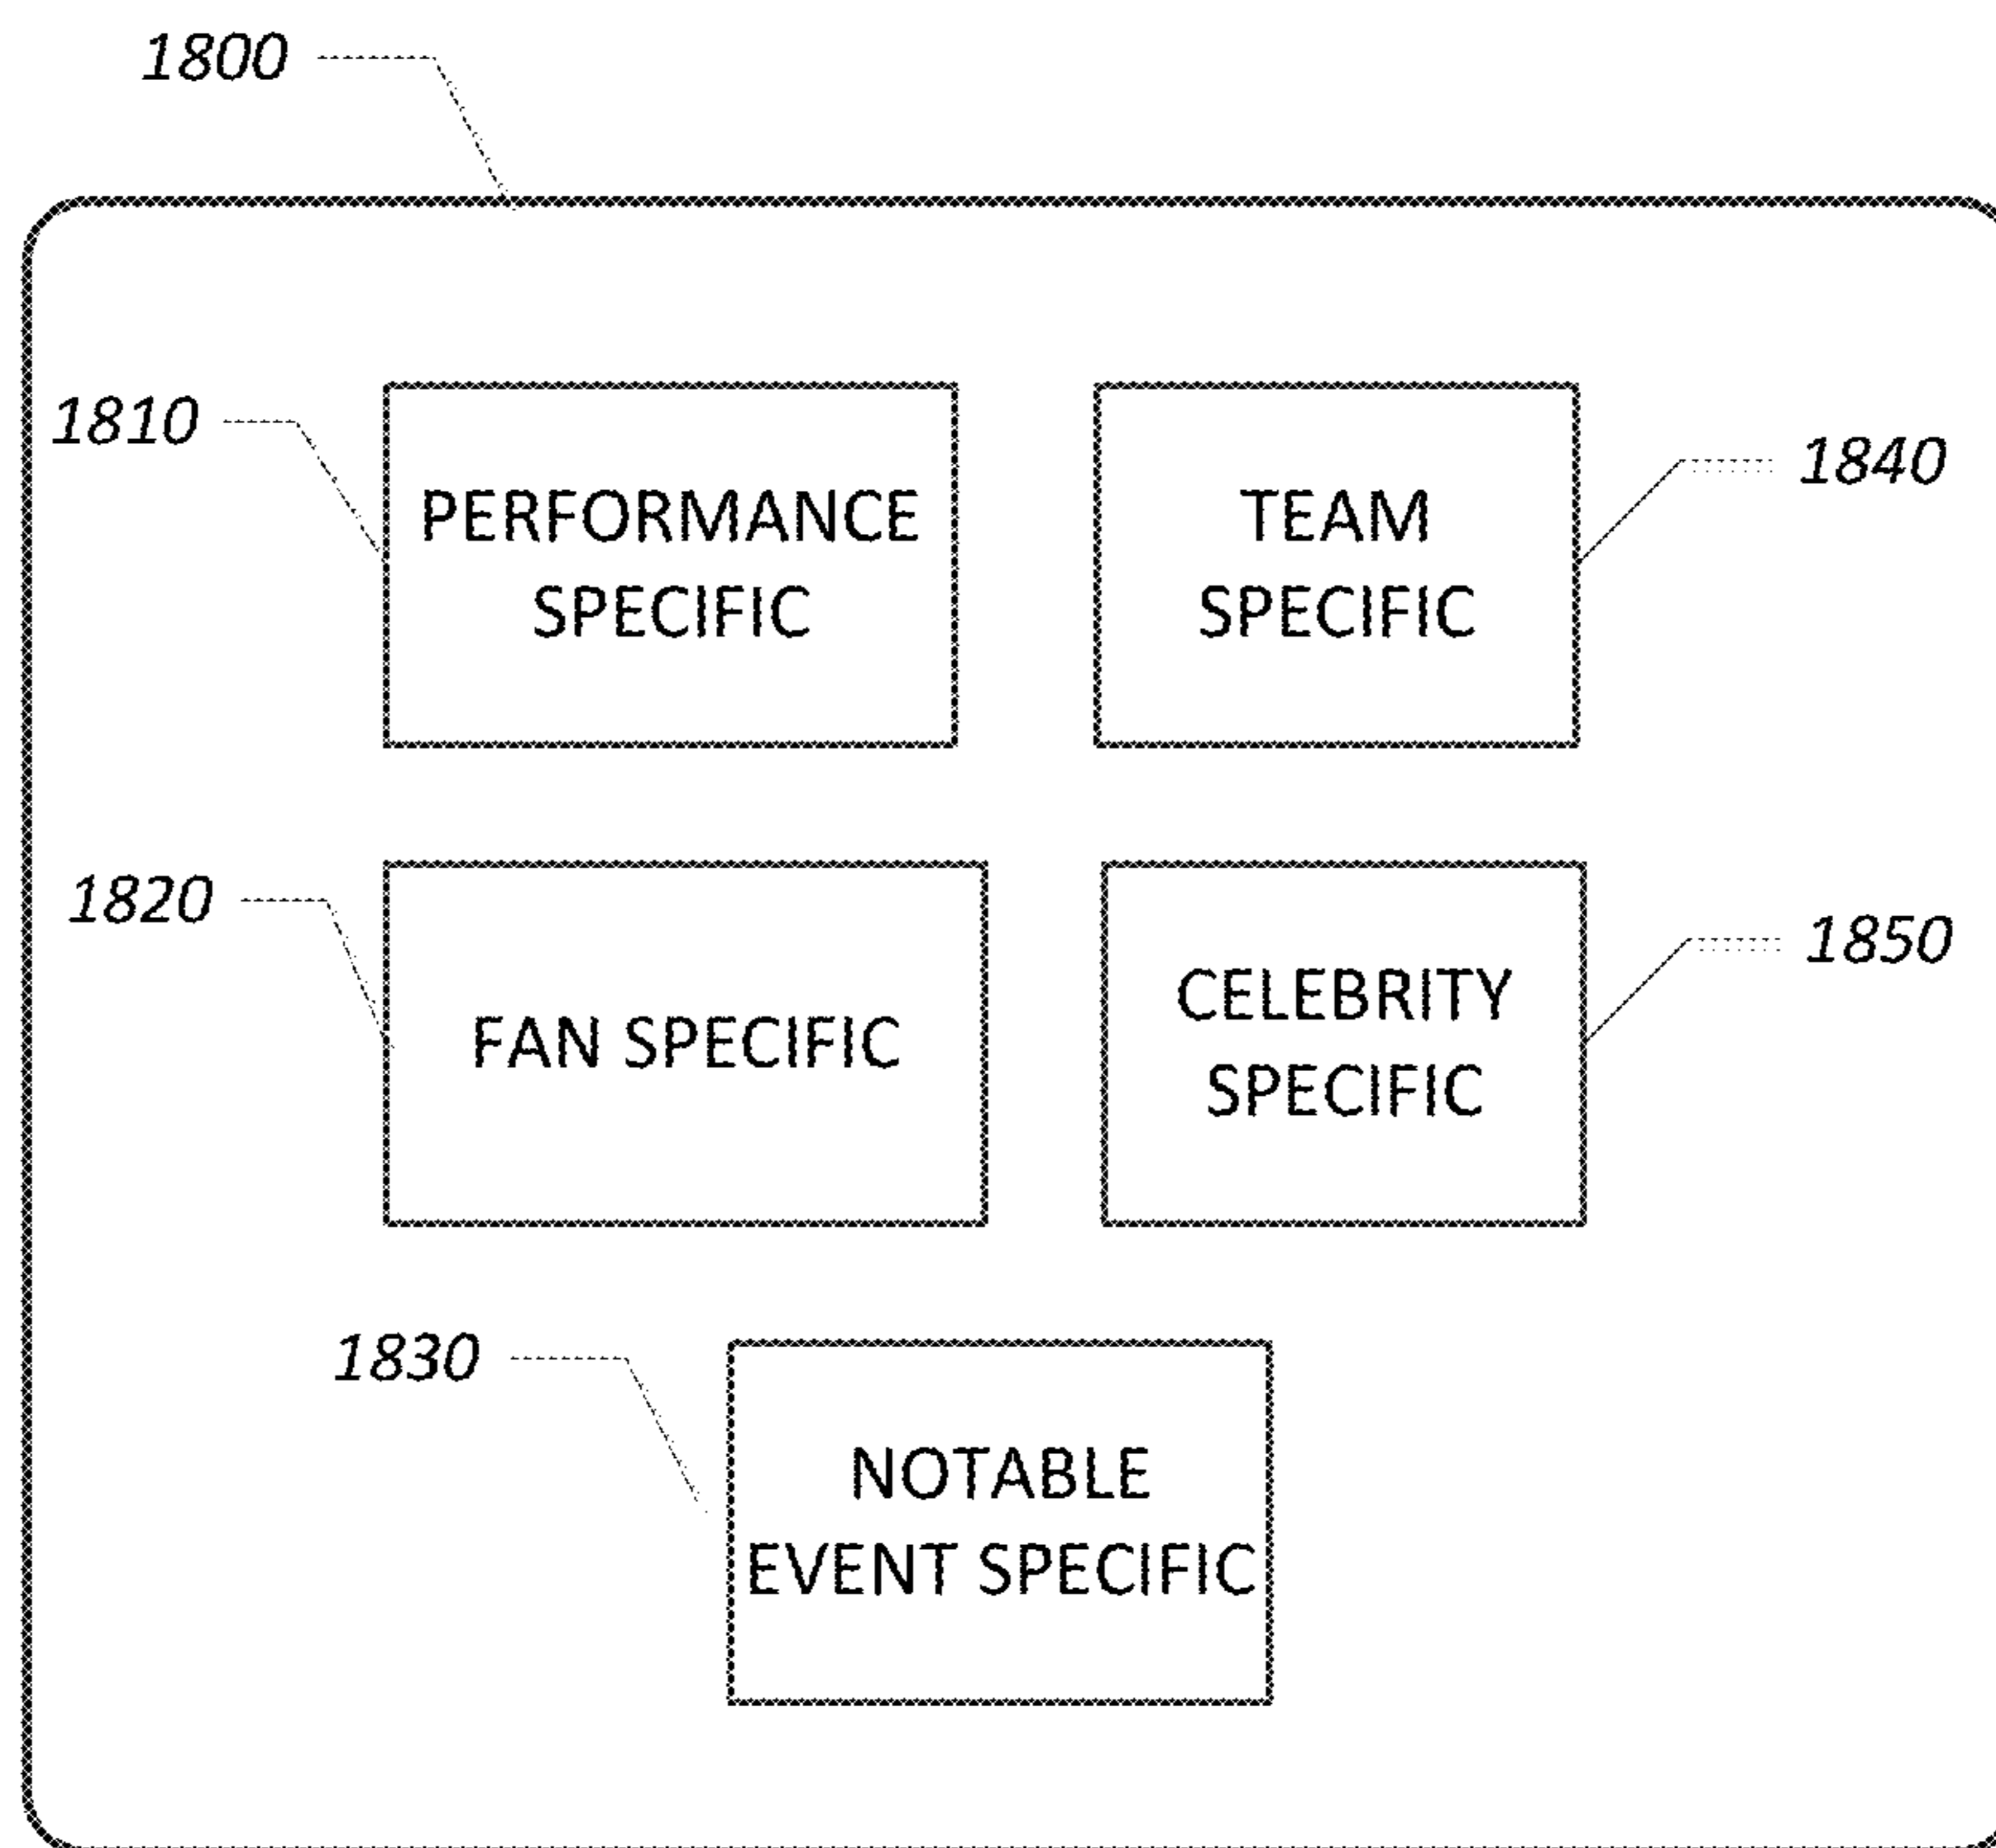 1800
1810
PERFORMANCE
SPECIFIC
TEAM
SPECIFIC
1840
1820
FAN SPECIFIC
CELEBRITY
SPECIFIC
1850
1830
NOTABLE
EVENT SPECIFIC